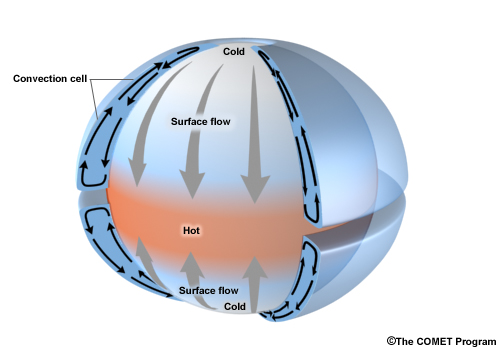 Cold
Convection cell
Surface flow
Hot
Surface flow
Cold
©The COMET Program